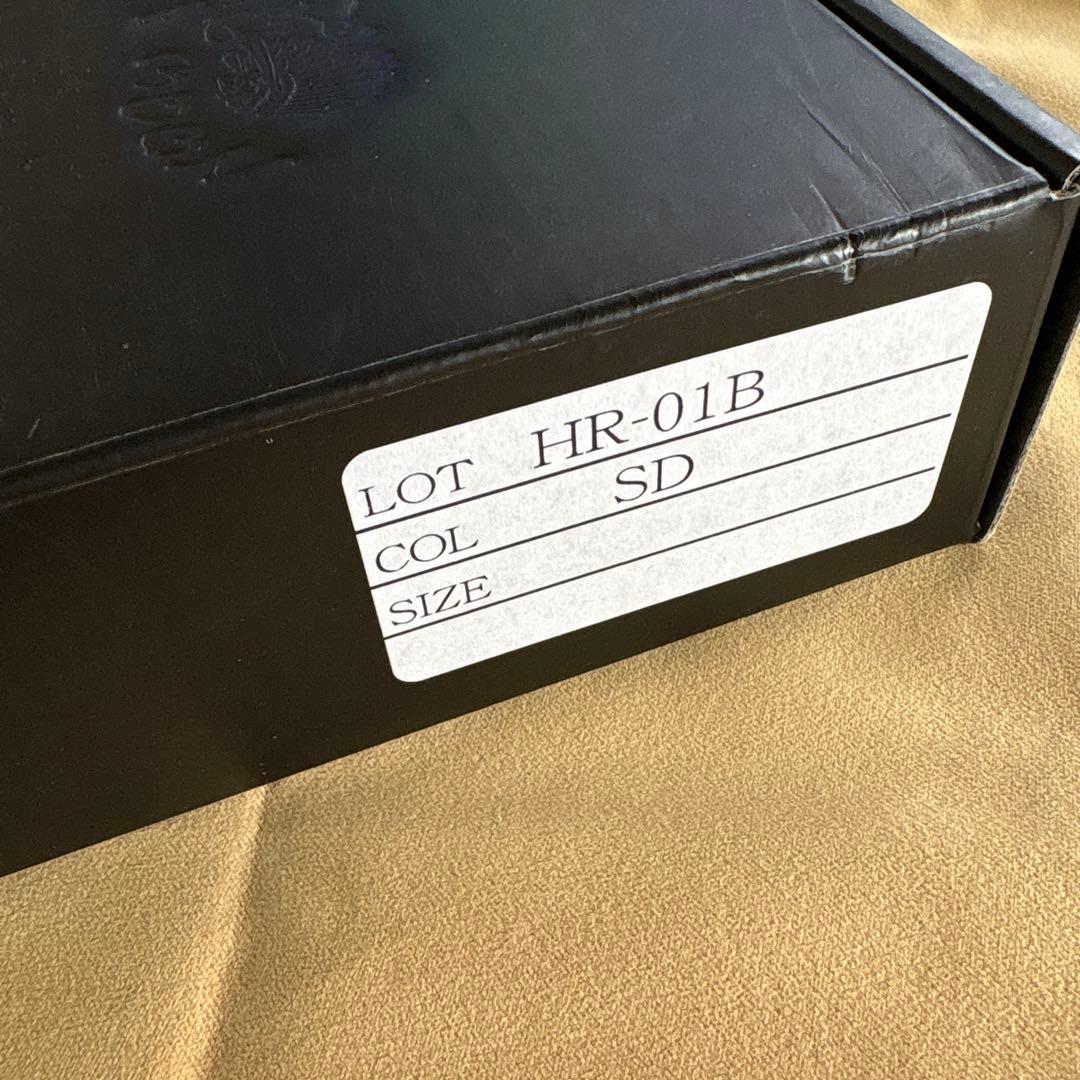 LOT HR-01B
COL SD
SIZE